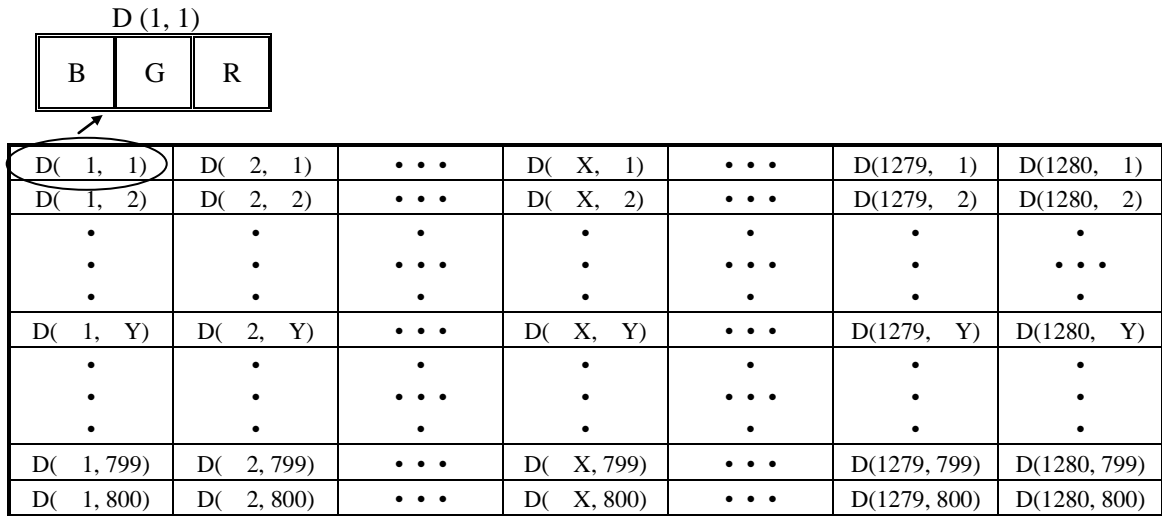 D (1, 1)
B G R
D( 1, 1) D( 2, 1) • • • D( X, 1) • • • D(1279, 1) D(1280, 1)
D( 1, 2) D( 2, 2) • • • D( X, 2) • • • D(1279, 2) D(1280, 2)
• • • • • • •
• • • • • • • • • • • • •
• • • • • • •
D( 1, Y) D( 2, Y) • • • D( X, Y) • • • D(1279, Y) D(1280, Y)
• • • • • • •
• • • • • • • • • • •
• • • • • • •
D( 1, 799) D( 2, 799) • • • D( X, 799) • • • D(1279, 799) D(1280, 799)
D( 1, 800) D( 2, 800) • • • D( X, 800) • • • D(1279, 800) D(1280, 800)